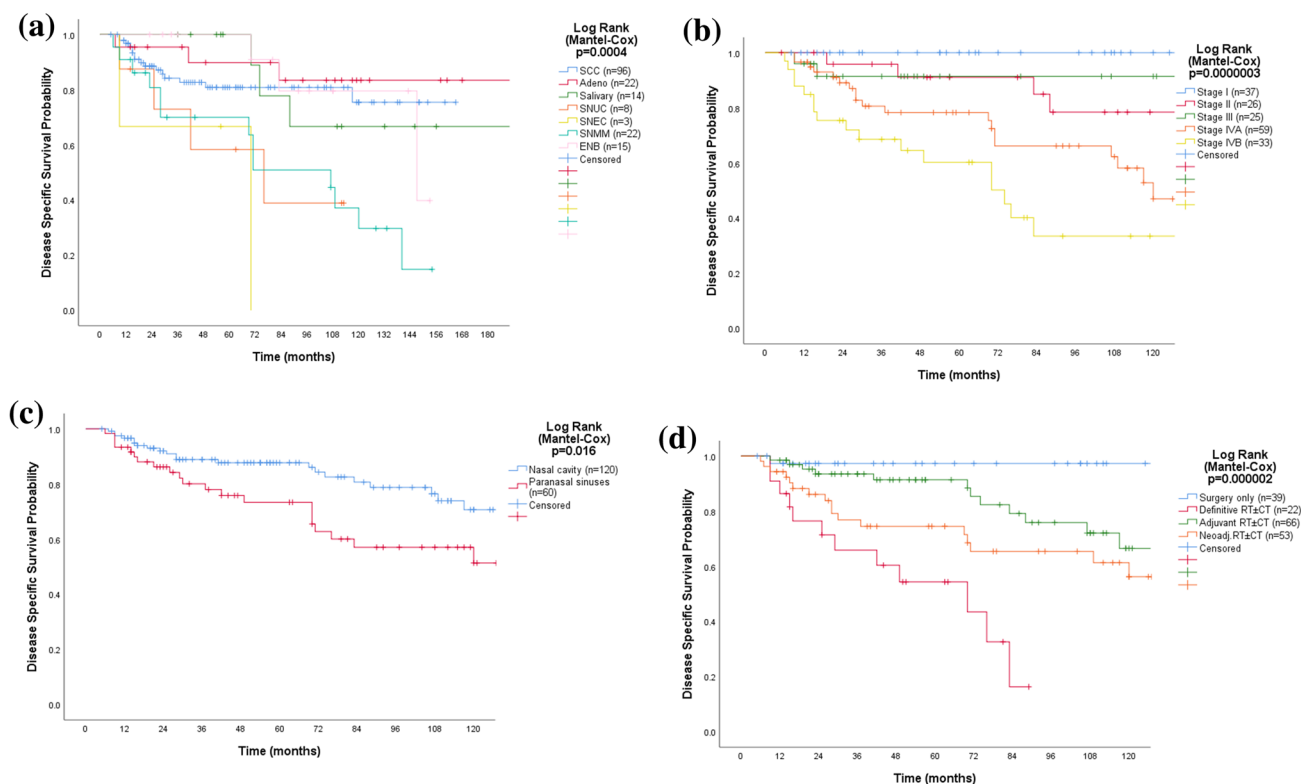 (a)
Log Rank
(Mantel-Cox)
p=0.0004
SCC (n=96)
Adeno (n=22)
Salivary (n=14)
SNUC (n=8)
SNEC (n=3)
SNMM (n=22)
ENB (n=15)
Censored
Disease Specific Survival Probability
1.0
0.8
0.6
0.4
0.2
0.0
0 12 24 36 48 60 72 84 96 108 120 132 144 156 168 180
Time (months)
(b)
Log Rank
(Mantel-Cox)
p=0.0000003
Stage I (n=37)
Stage II (n=26)
Stage III (n=25)
Stage IVA (n=59)
Stage IVB (n=33)
Censored
Disease Specific Survival Probability
1.0
0.8
0.6
0.4
0.2
0.0
0 12 24 36 48 60 72 84 96 108 120
Time (months)
(c)
Log Rank
(Mantel-Cox)
p=0.016
Nasal cavity (n=120)
Paranasal sinuses
(n=60)
Censored
Disease Specific Survival Probability
1.0
0.8
0.6
0.4
0.2
0.0
0 12 24 36 48 60 72 84 96 108 120
Time (months)
(d)
Log Rank
(Mantel-Cox)
p=0.000002
Surgery only (n=39)
Definitive RT±CT (n=22)
Adjuvant RT±CT (n=66)
Neoadj.RT±CT (n=53)
Censored
Disease Specific Survival Probability
1.0
0.8
0.6
0.4
0.2
0.0
0 12 24 36 48 60 72 84 96 108 120
Time (months)